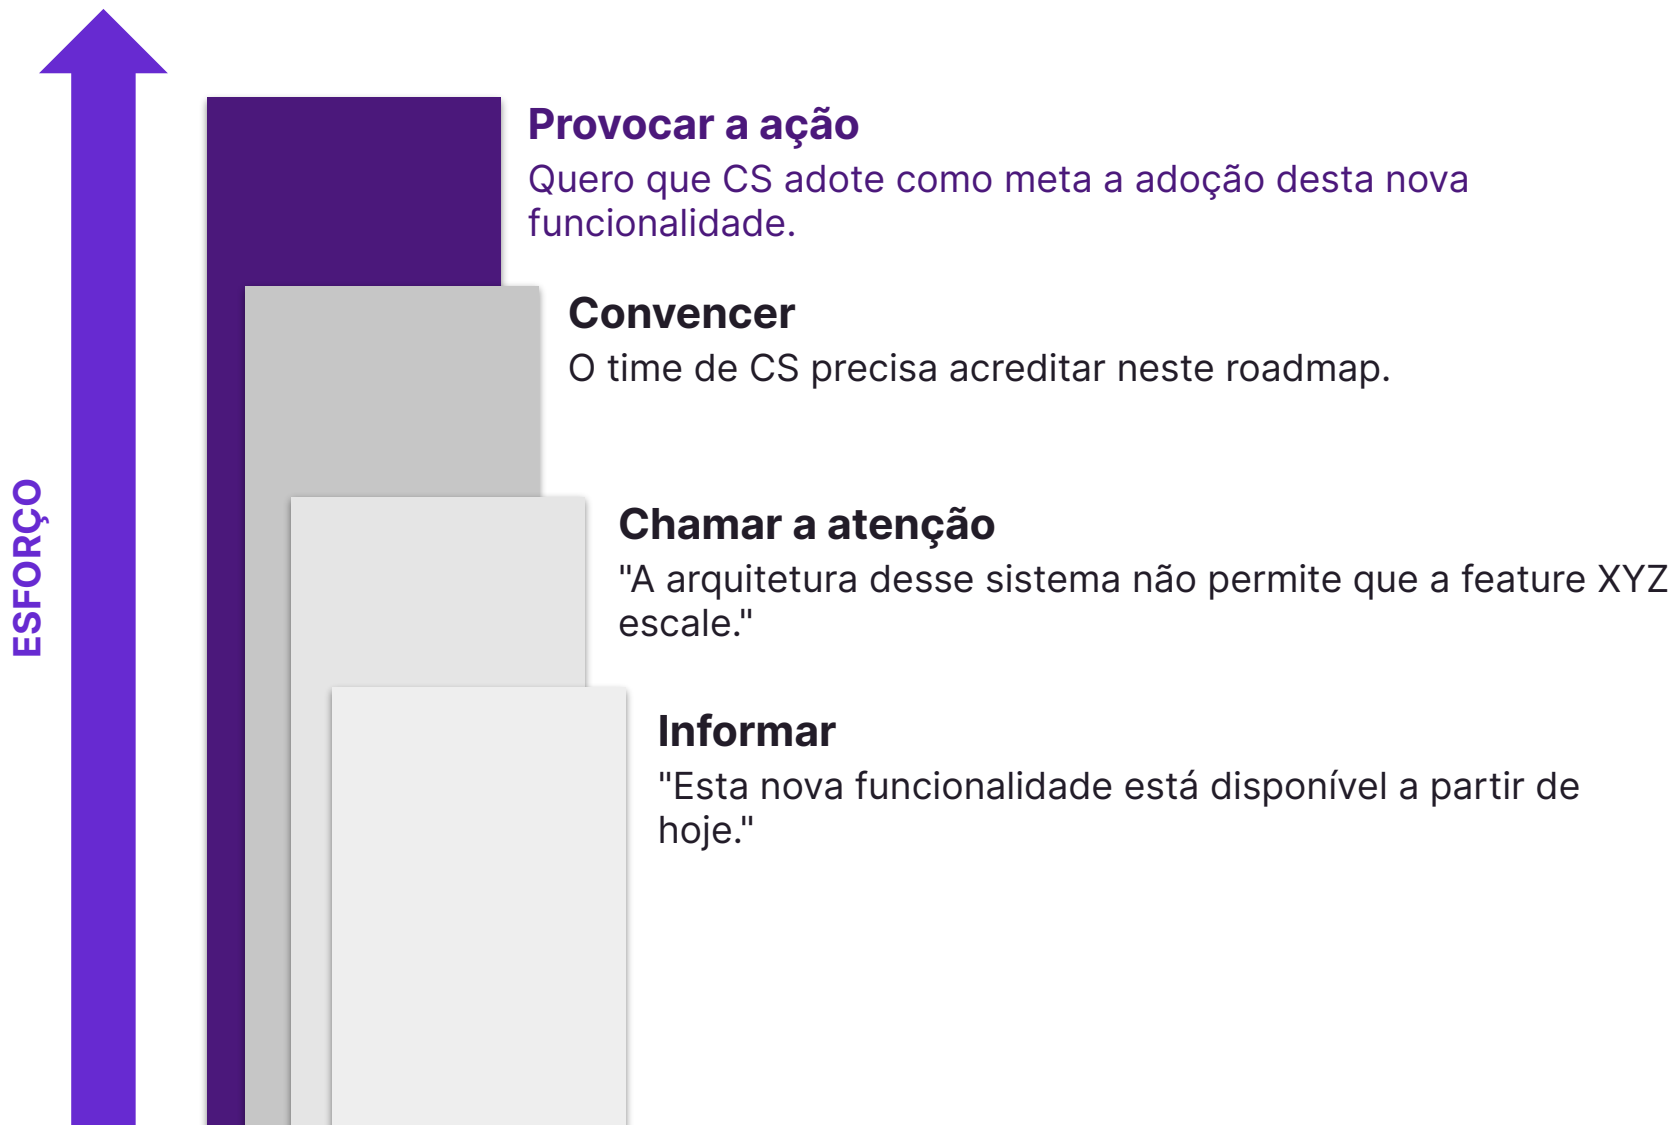 Provocar a ação
Quero que CS adote como meta a adoção desta nova
funcionalidade.
Convencer
O time de CS precisa acreditar neste roadmap.
ESFORÇO
Chamar a atenção
"A arquitetura desse sistema não permite que a feature XYZ
escale."
Informar
"Esta nova funcionalidade está disponível a partir de
hoje."